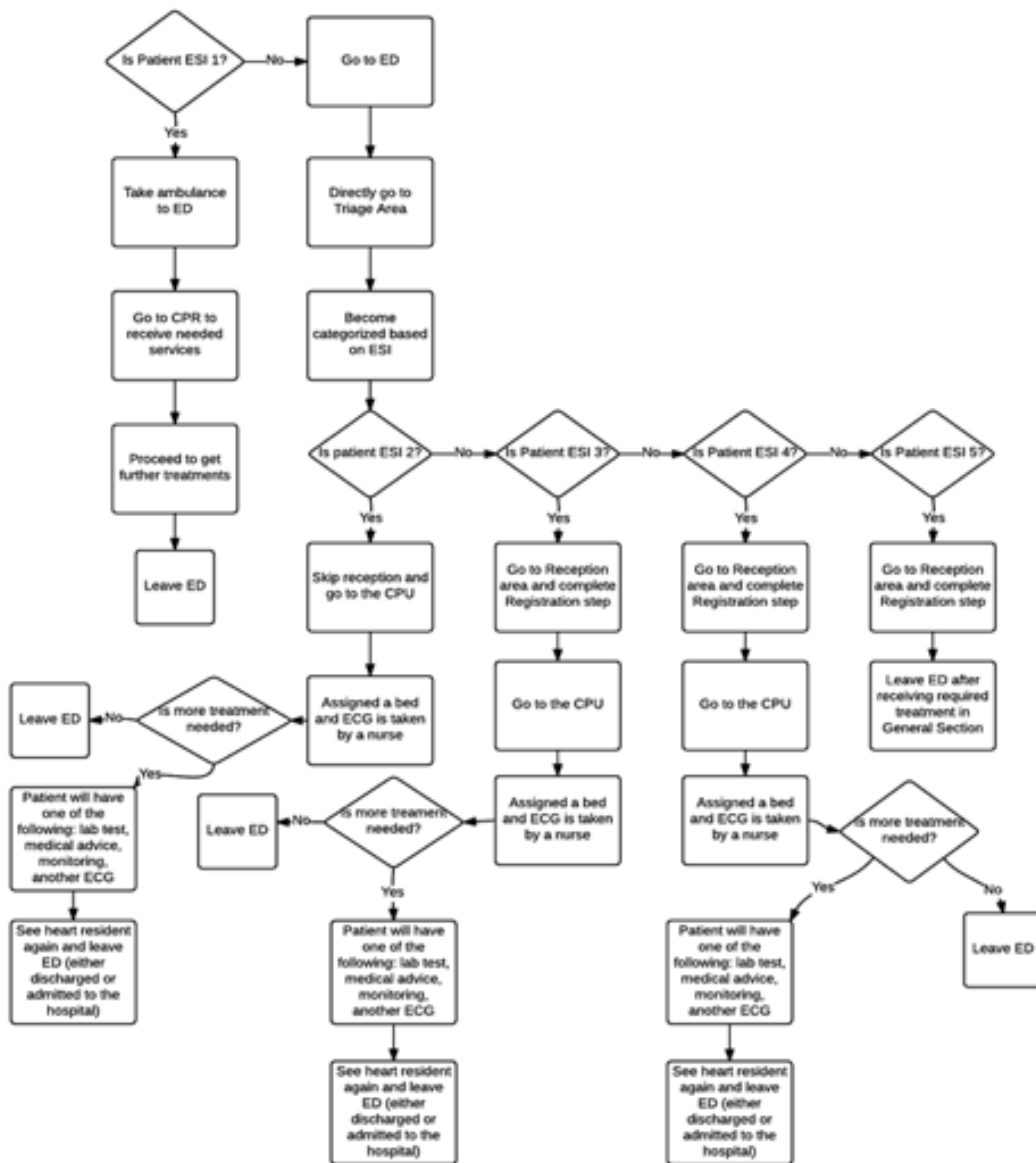 Is Patient ESI 1?
No
Go to ED
Yes
Take ambulance
to ED
Directly go to
Triage Area
Go to CPR to
receive needed
services
Become
categorized based
on ESI
Proceed to get
further treatments
Is patient ESI 2?
No
Is Patient ESI 3?
No
Is Patient ESI 4?
No
Is Patient ESI 5?
Yes
Yes
Yes
Yes
Leave ED
Skip reception and
go to the CPU
Go to Reception
area and complete
Registration step
Go to Reception
area and complete
Registration step
Go to Reception
area and complete
Registration step
Leave ED
No
Is more treatment
needed?
Assigned a bed
and ECG is taken
by a nurse
Go to the CPU
Go to the CPU
Leave ED after
receiving required
treatment in
General Section
Yes
Patient will have
one of the
following: lab test,
medical advice,
monitoring,
another ECG
Leave ED
No
Is more treament
needed?
Assigned a bed
and ECG is taken
by a nurse
Assigned a bed
and ECG is taken
by a nurse
Is more treament
needed?
Yes
Yes
No
See heart resident
again and leave
ED (either
discharged or
admitted to the
hospital)
Patient will have
one of the
following: lab test,
medical advice,
monitoring,
another ECG
Patient will have
one of the
following: lab test,
medical advice,
monitoring,
another ECG
Leave ED
See heart resident
again and leave
ED (either
discharged or
admitted to the
hospital)
See heart resident
again and leave
ED (either
discharged or
admitted to the
hospital)